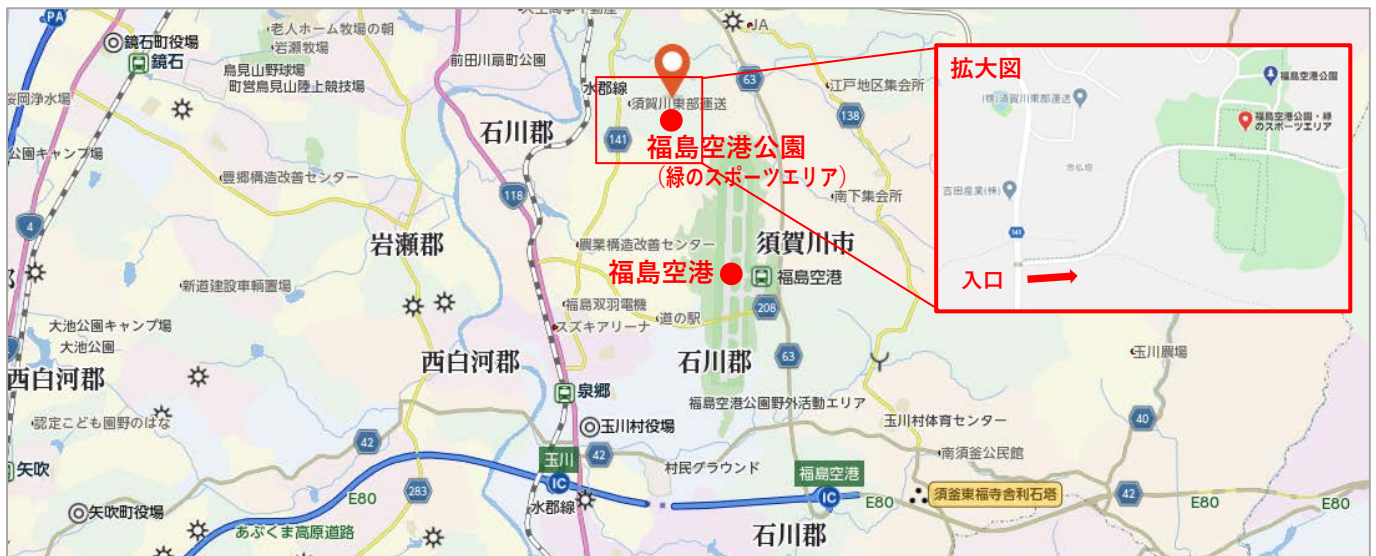 PA
老人ホーム牧場の朝
JA
鏡石町役場
岩瀬牧場
鏡石
鳥見山野球場
町営鳥見山陸上競技場
前田川扇町公園
水郡線
63
江戸地区集会所
須賀川東部運送
138
桜岡浄水場
石川郡
141
福島空港公園
(緑のスポーツエリア)
公園キャンプ場
豊郷構造改善センター
118
南下集会所
4
岩瀬郡
農業構造改善センター
須賀川市
福島空港
福島空港
新道建設車輌置場
福島双羽電機
道の駅
208
大池公園キャンプ場
スズキアリーナ
大池公園
西白河郡
西白河郡
石川郡
63
玉川農場
泉郷
福島空港公園野外活動エリア
認定こども園野のはな
玉川村役場
玉川村体育センター
40
42
矢吹
玉川
42
村民グラウンド
福島空港
南須釜公民館
IC
IC
283
E80
水郡線
E80
須釜東福寺舎利石塔
42
E80
E80
矢吹町役場
あぶくま高原道路
石川郡
拡大図
福島空港公園
(株)須賀川東部運送
福島空港公園・緑
のスポーツエリア
念仏壇
吉田産業(株)
141
入口